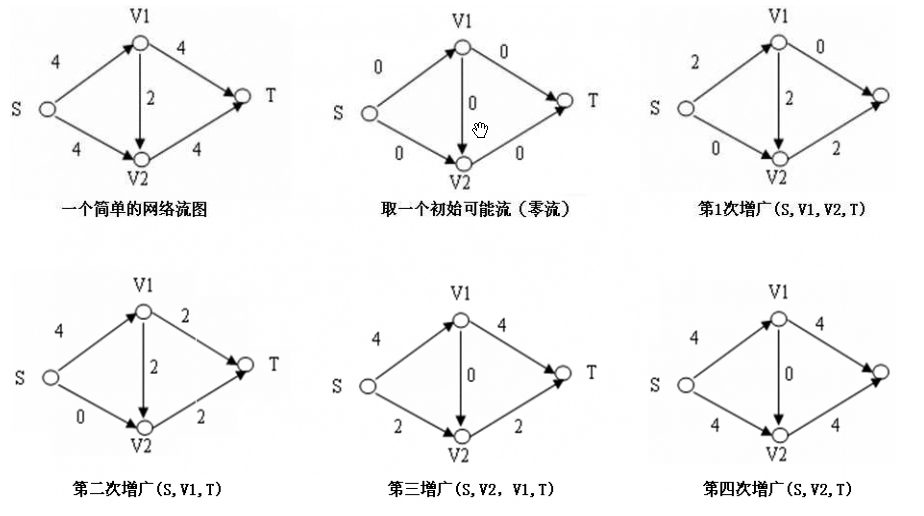 V1
4
4
S
2
T
4
4
V2
一个简单的网络流图
V1
0
0
S
0
T
0
0
V2
取一个初始可能流（零流）
V1
2
0
S
2
0
2
V2
第1次增广(S,V1,V2,T)
V1
4
2
S
2
T
0
2
V2
第二次增广(S,V1,T)
V1
4
4
S
0
T
2
2
V2
第三增广(S,V2，V1,T)
V1
4
4
S
0
4
4
V2
第四次增广(S,V2,T)